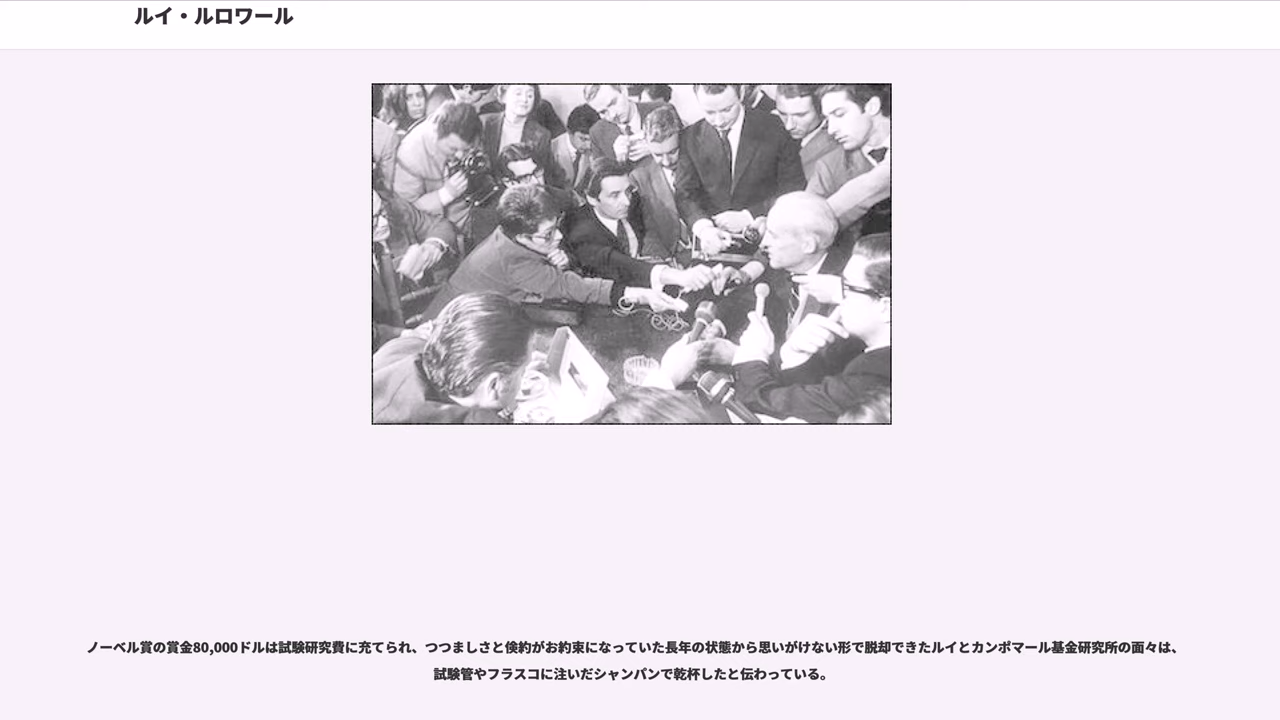 ルイ・ルロワール
ノーベル賞の賞金80,000ドルは試験研究費に充てられ、つつましさと倹約がお約束になっていた長年の状態から思いがけない形で脱却できたルイとカンポマール基金研究所の面々は、
試験管やフラスコに注いだシャンパンで乾杯したと伝わっている。